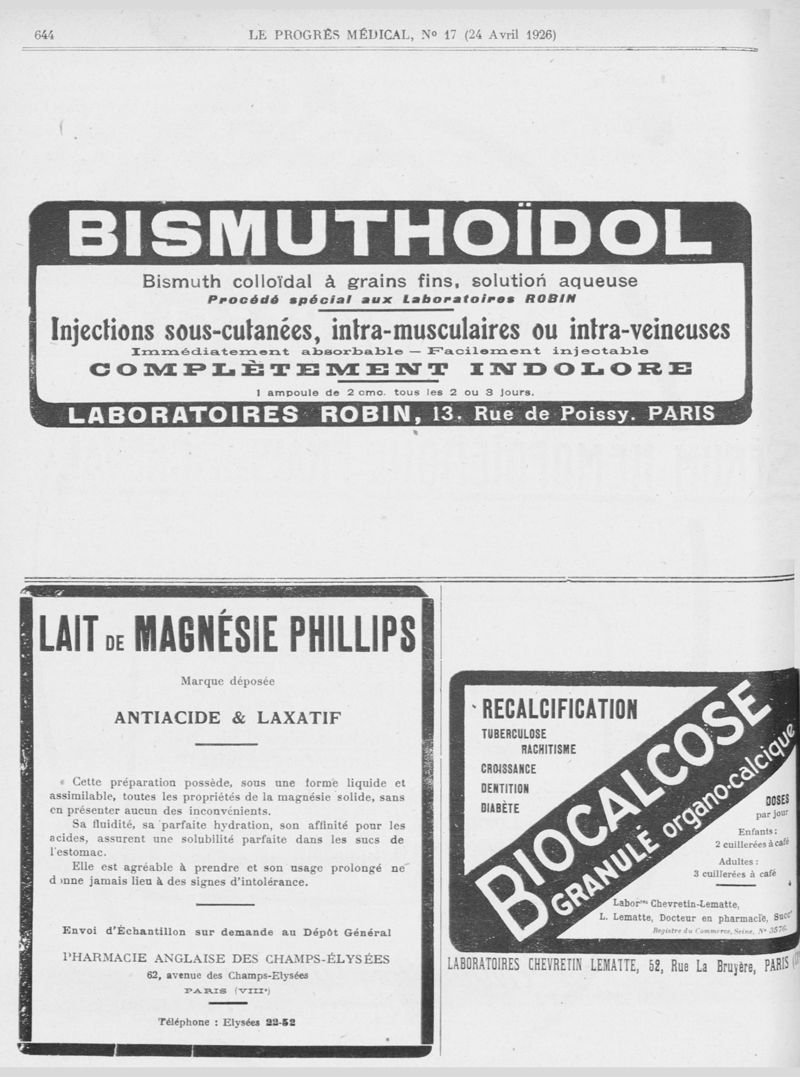 644
LE PROGRÈS MÉDICAL, No 17 (24 Avril 1926)
BISMUTHOÏDOL
Bismuth colloïdal à grains fins, solution aqueuse
Procédé spécial aux Laboratoires ROBIN
Injections sous-cutanées, intra-musculaires ou intra-veineuses
Immédiatement absorbable — Facilement injectable
COMPLÈTEMENT INDOLORE
1 ampoule de 2 cmc. tous les 2 ou 3 jours.
LABORATOIRES ROBIN, 13. Rue de Poissy. PARIS
LAIT DE MAGNÉSIE PHILLIPS
Marque déposée
ANTIACIDE & LAXATIF
« Cette préparation possède, sous une forme liquide et
assimilable, toutes les propriétés de la magnésie solide, sans
en présenter aucun des inconvénients.
Sa fluidité, sa parfaite hydration, son affinité pour les
acides, assurent une solubilité parfaite dans les sucs de
l'estomac.
Elle est agréable à prendre et son usage prolongé ne
donne jamais lieu à des signes d'intolérance.
Envoi d'Échantillon sur demande au Dépôt Général
PHARMACIE ANGLAISE DES CHAMPS-ÉLYSÉES
62, avenue des Champs-Elysées
PARIS (VIIIe)
Téléphone : Elysées 22-52
RECALCIFICATION
TUBERCULOSE
RACHITISME
CROISSANCE
DENTITION
DIABÈTE
BIOCALCOSE
GRANULÉ organo-calcique
DOSES
par jour
Enfants :
2 cuillerées à café
Adultes :
3 cuillerées à café
Laborres Chevretin-Lematte,
L. Lematte, Docteur en pharmacie, Succr
Registre du Commerce, Seine, No 3576.
LABORATOIRES CHEVRETIN LEMATTE, 52, Rue La Bruyère, PARIS